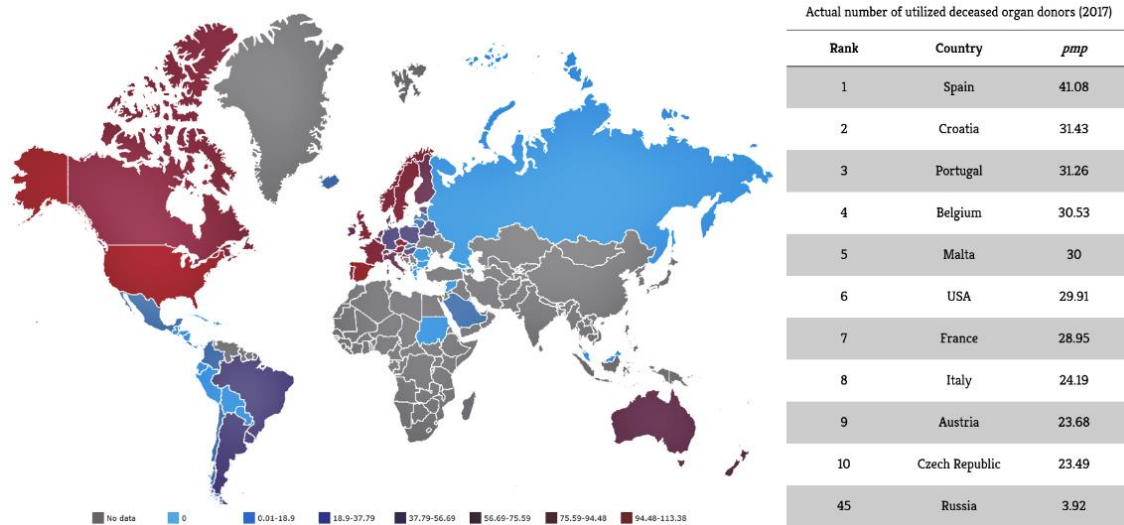 Actual number of utilized deceased organ donors (2017)
Rank Country pmp
1 Spain 41.08
2 Croatia 31.43
3 Portugal 31.26
4 Belgium 30.53
5 Malta 30
6 USA 29.91
7 France 28.95
8 Italy 24.19
9 Austria 23.68
10 Czech Republic 23.49
45 Russia 3.92
No data 0 0.01-18.9 18.9-37.79 37.79-56.69 56.69-75.59 75.59-94.48 94.48-113.38